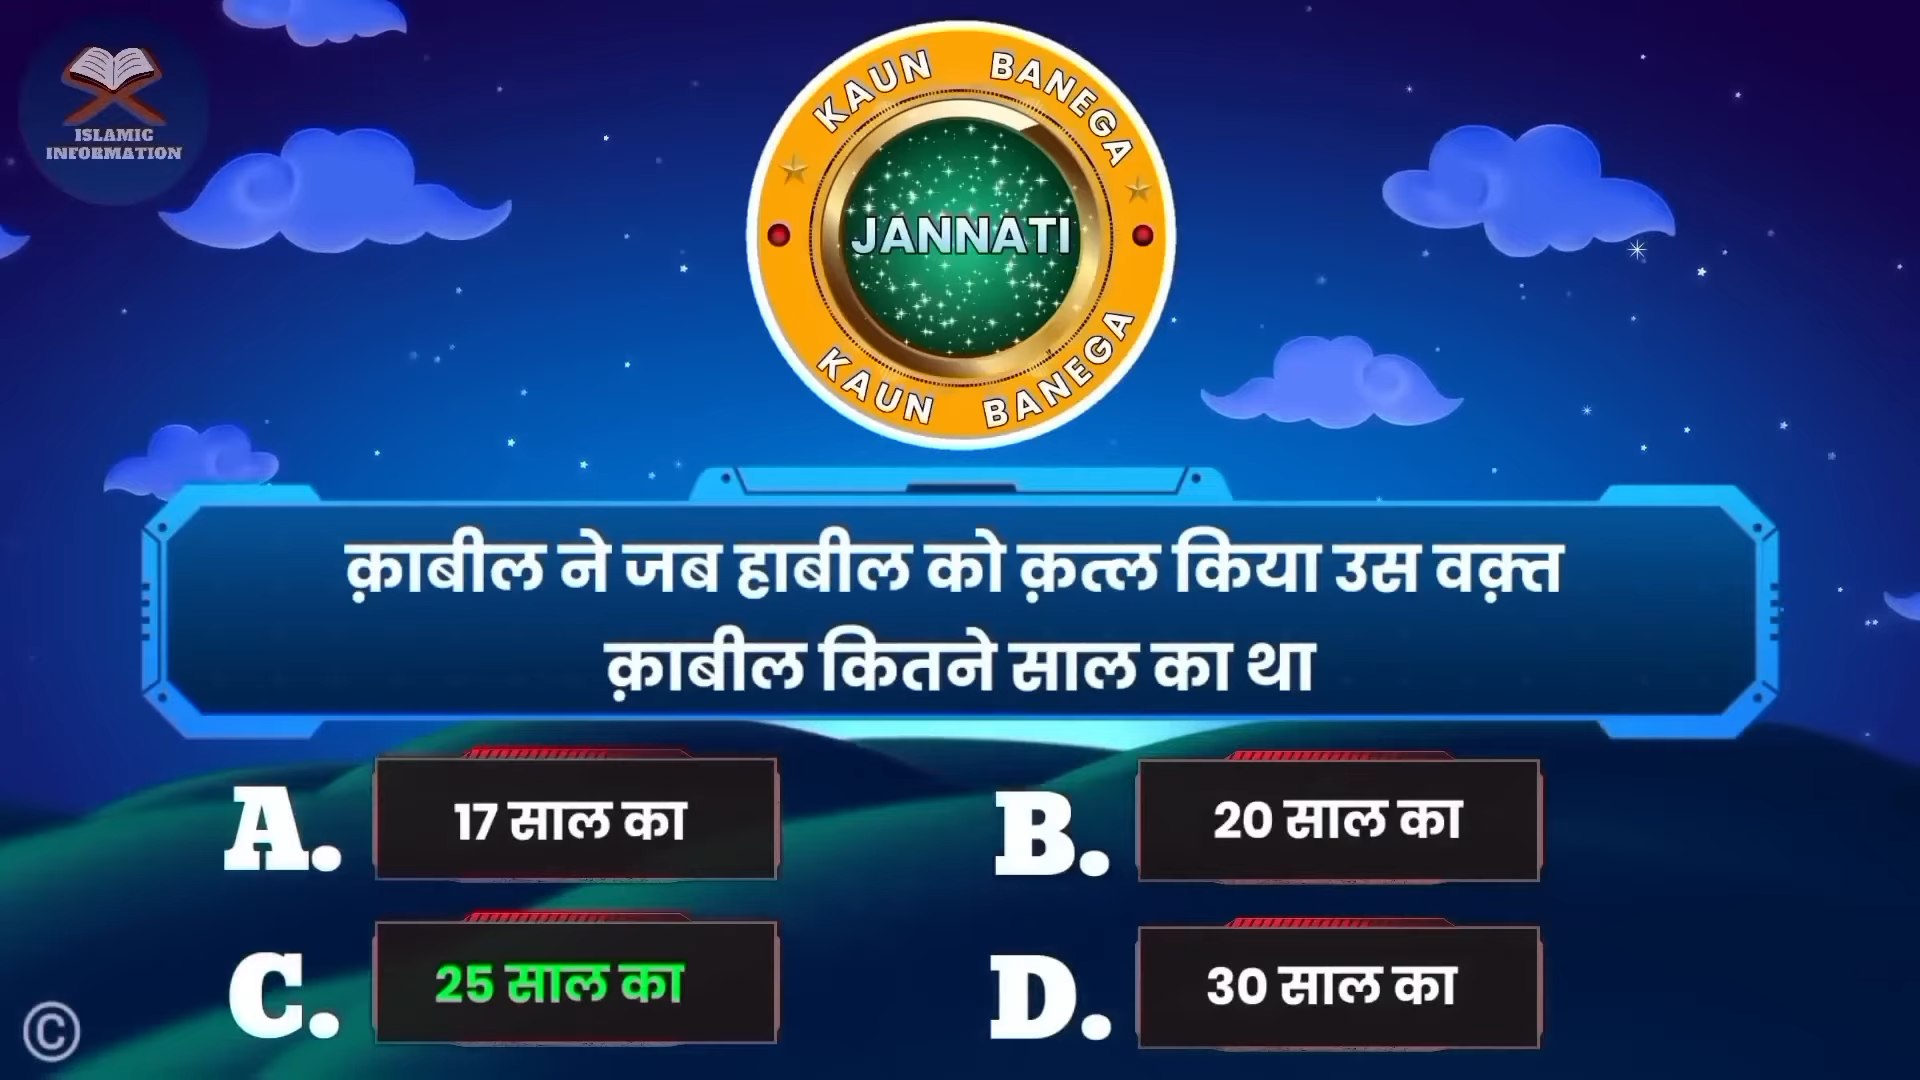 ISLAMIC
INFORMATION
KAUN BANEGA
JANNATI
KAUN BANEGA
क़ाबील ने जब हाबील को क़त्ल किया उस वक़्त
क़ाबील कितने साल का था
A. 17 साल का
B. 20 साल का
C. 25 साल का
D. 30 साल का
©